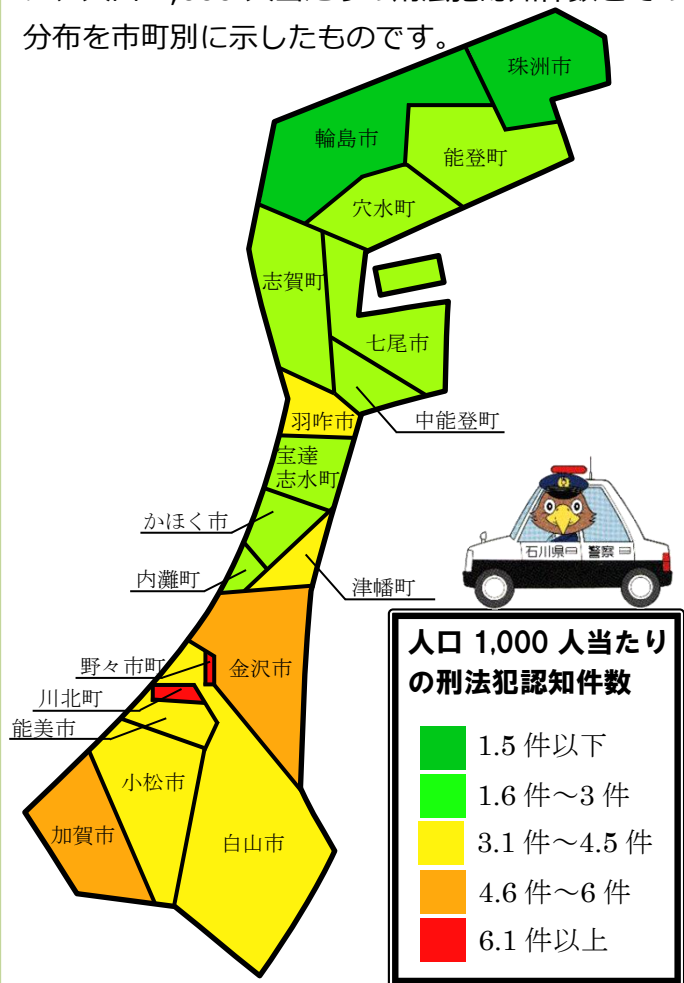 分布を市町別に示したものです。
珠洲市
輪島市
能登町
穴水町
志賀町
七尾市
羽咋市
中能登町
宝達
志水町
かほく市
石川県 警察
内灘町
津幡町
人口 1,000 人当たり
の刑法犯認知件数
野々市町
金沢市
川北町
能美市
1.5 件以下
小松市
1.6 件～3 件
加賀市
白山市
3.1 件～4.5 件
4.6 件～6 件
6.1 件以上